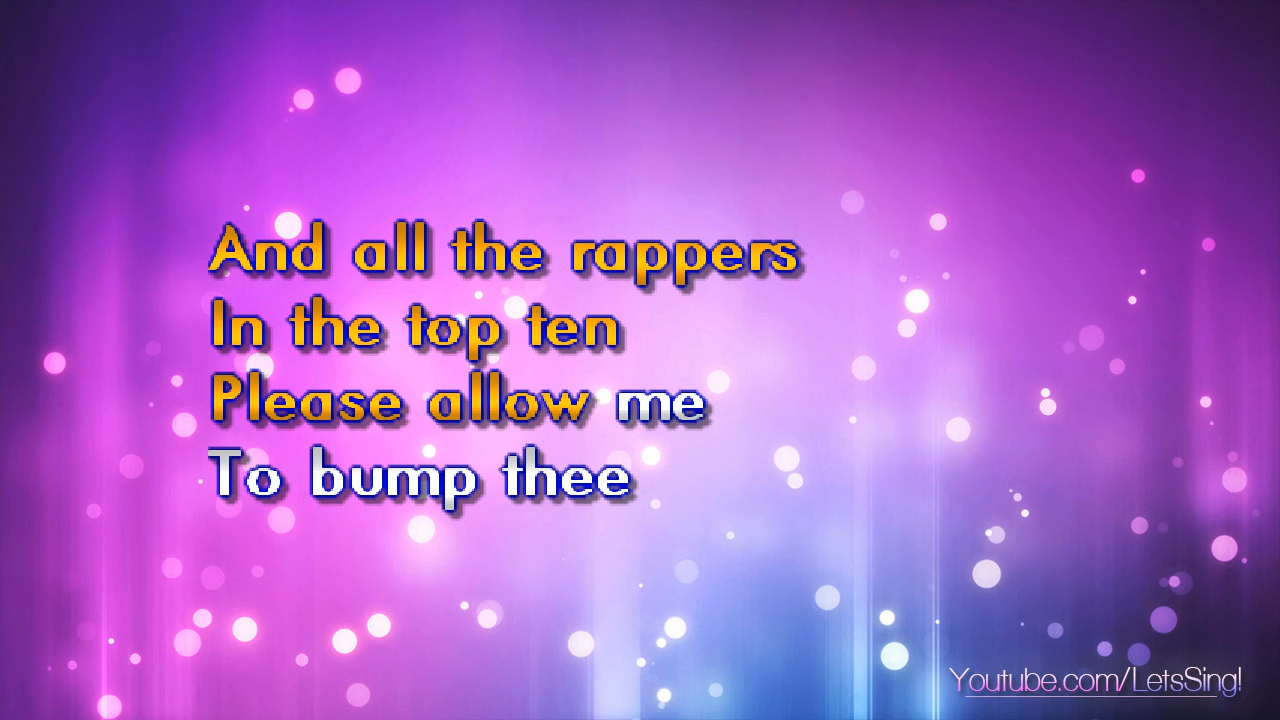 And all the rappers
In the top ten
Please allow me
To bump thee
Youtube.com/LetsSing!